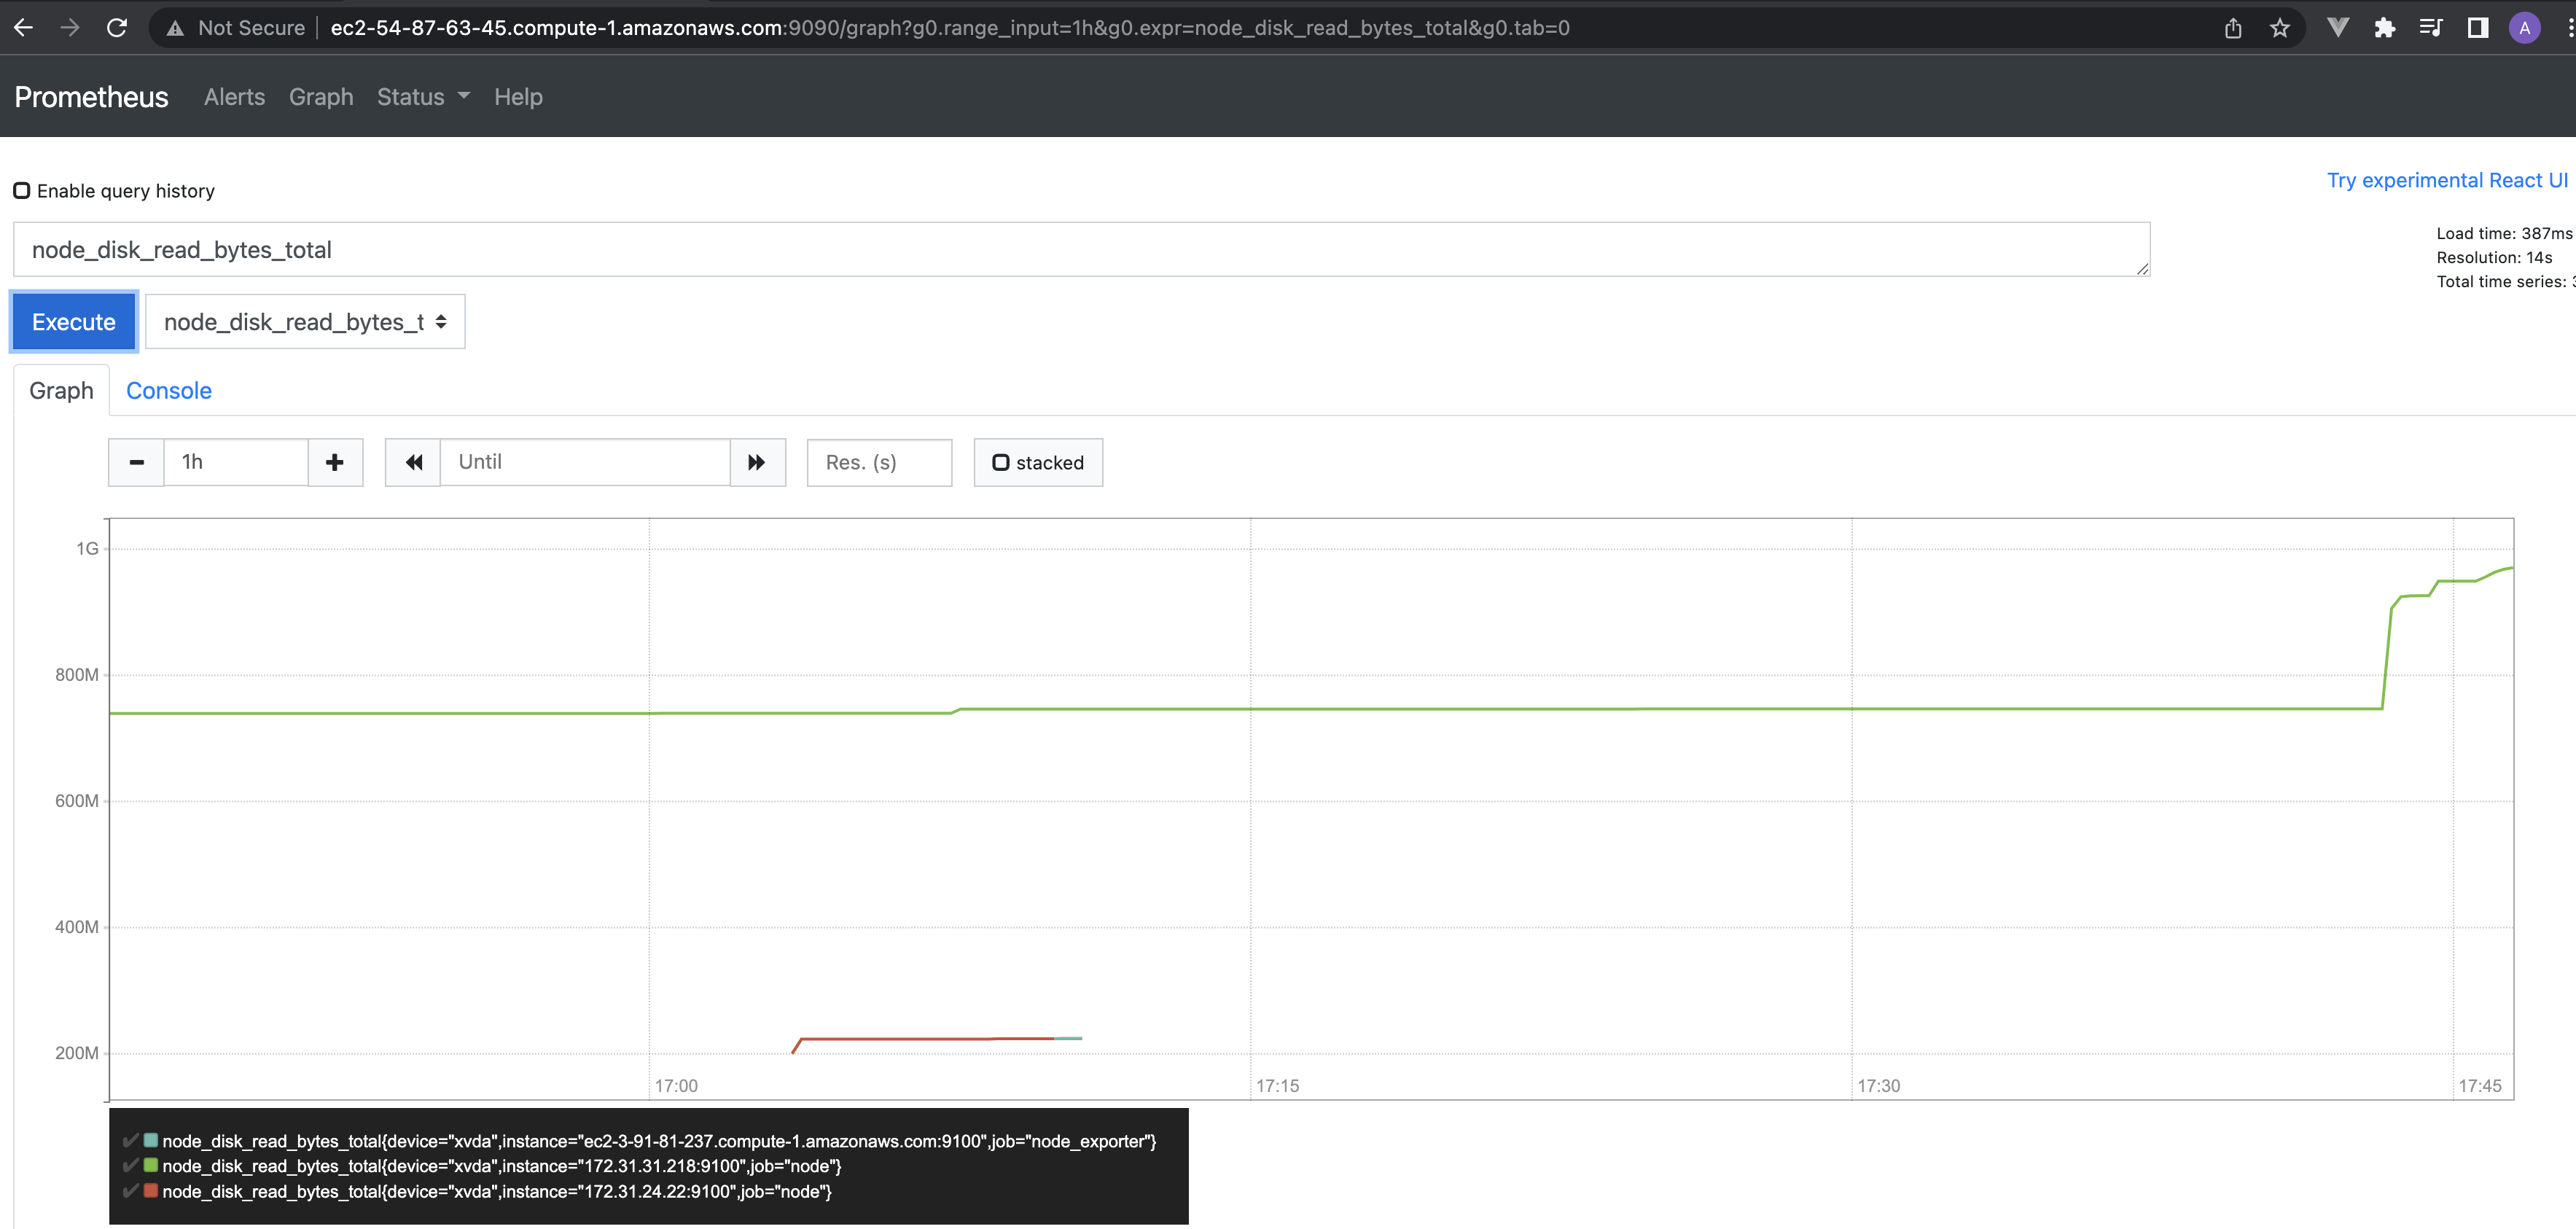 Not Secure ec2-54-87-63-45.compute-1.amazonaws.com:9090/graph?g0.range_input=1h&g0.expr=node_disk_read_bytes_total&g0.tab=0
A
Prometheus Alerts Graph Status Help
Enable query history
Try experimental React UI
node_disk_read_bytes_total
Load time: 387ms
Resolution: 14s
Total time series:
Execute node_disk_read_bytes_t
Graph Console
1h Until Res. (s) stacked
1G
800M
600M
400M
200M
17:00 17:15 17:30 17:45
node_disk_read_bytes_total{device="xvda",instance="ec2-3-91-81-237.compute-1.amazonaws.com:9100",job="node_exporter"}
node_disk_read_bytes_total{device="xvda",instance="172.31.31.218:9100",job="node"}
node_disk_read_bytes_total{device="xvda",instance="172.31.24.22:9100",job="node"}